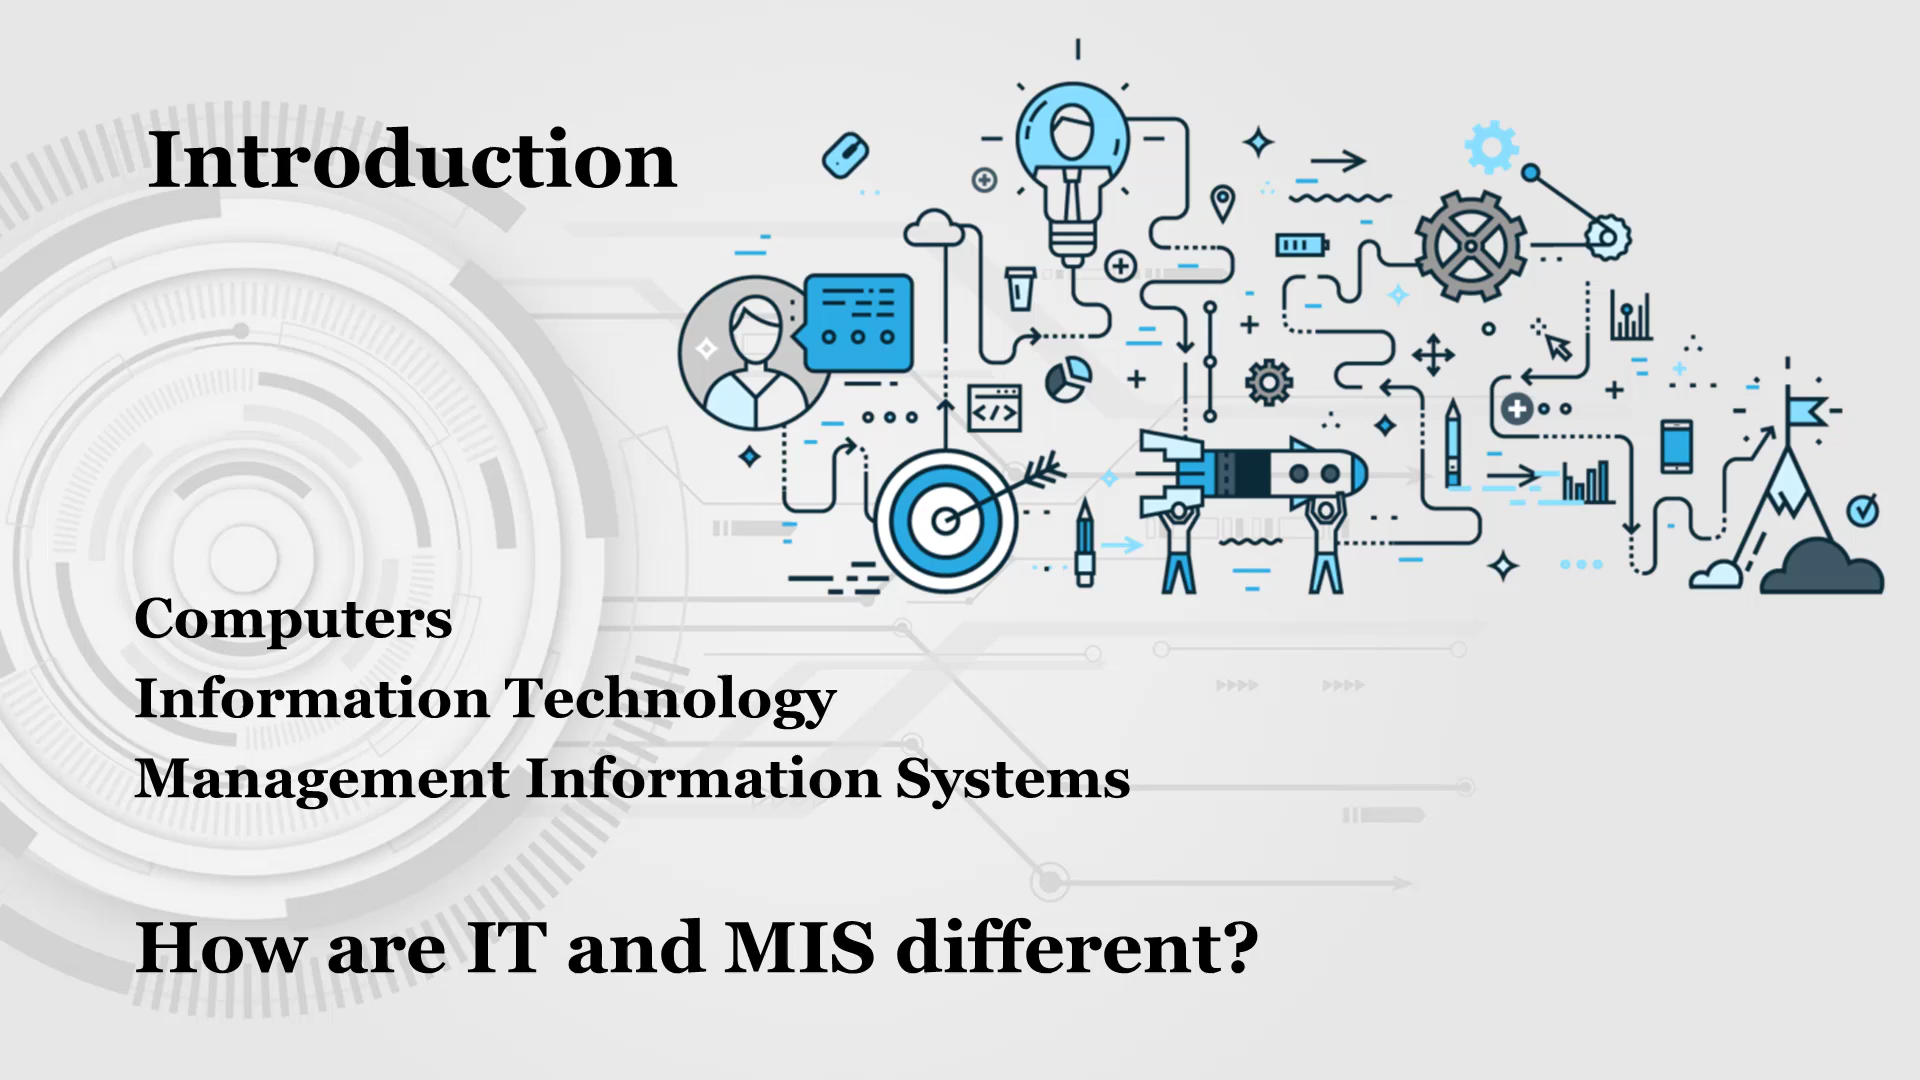 Introduction
Computers
Information Technology
Management Information Systems
How are IT and MIS different?